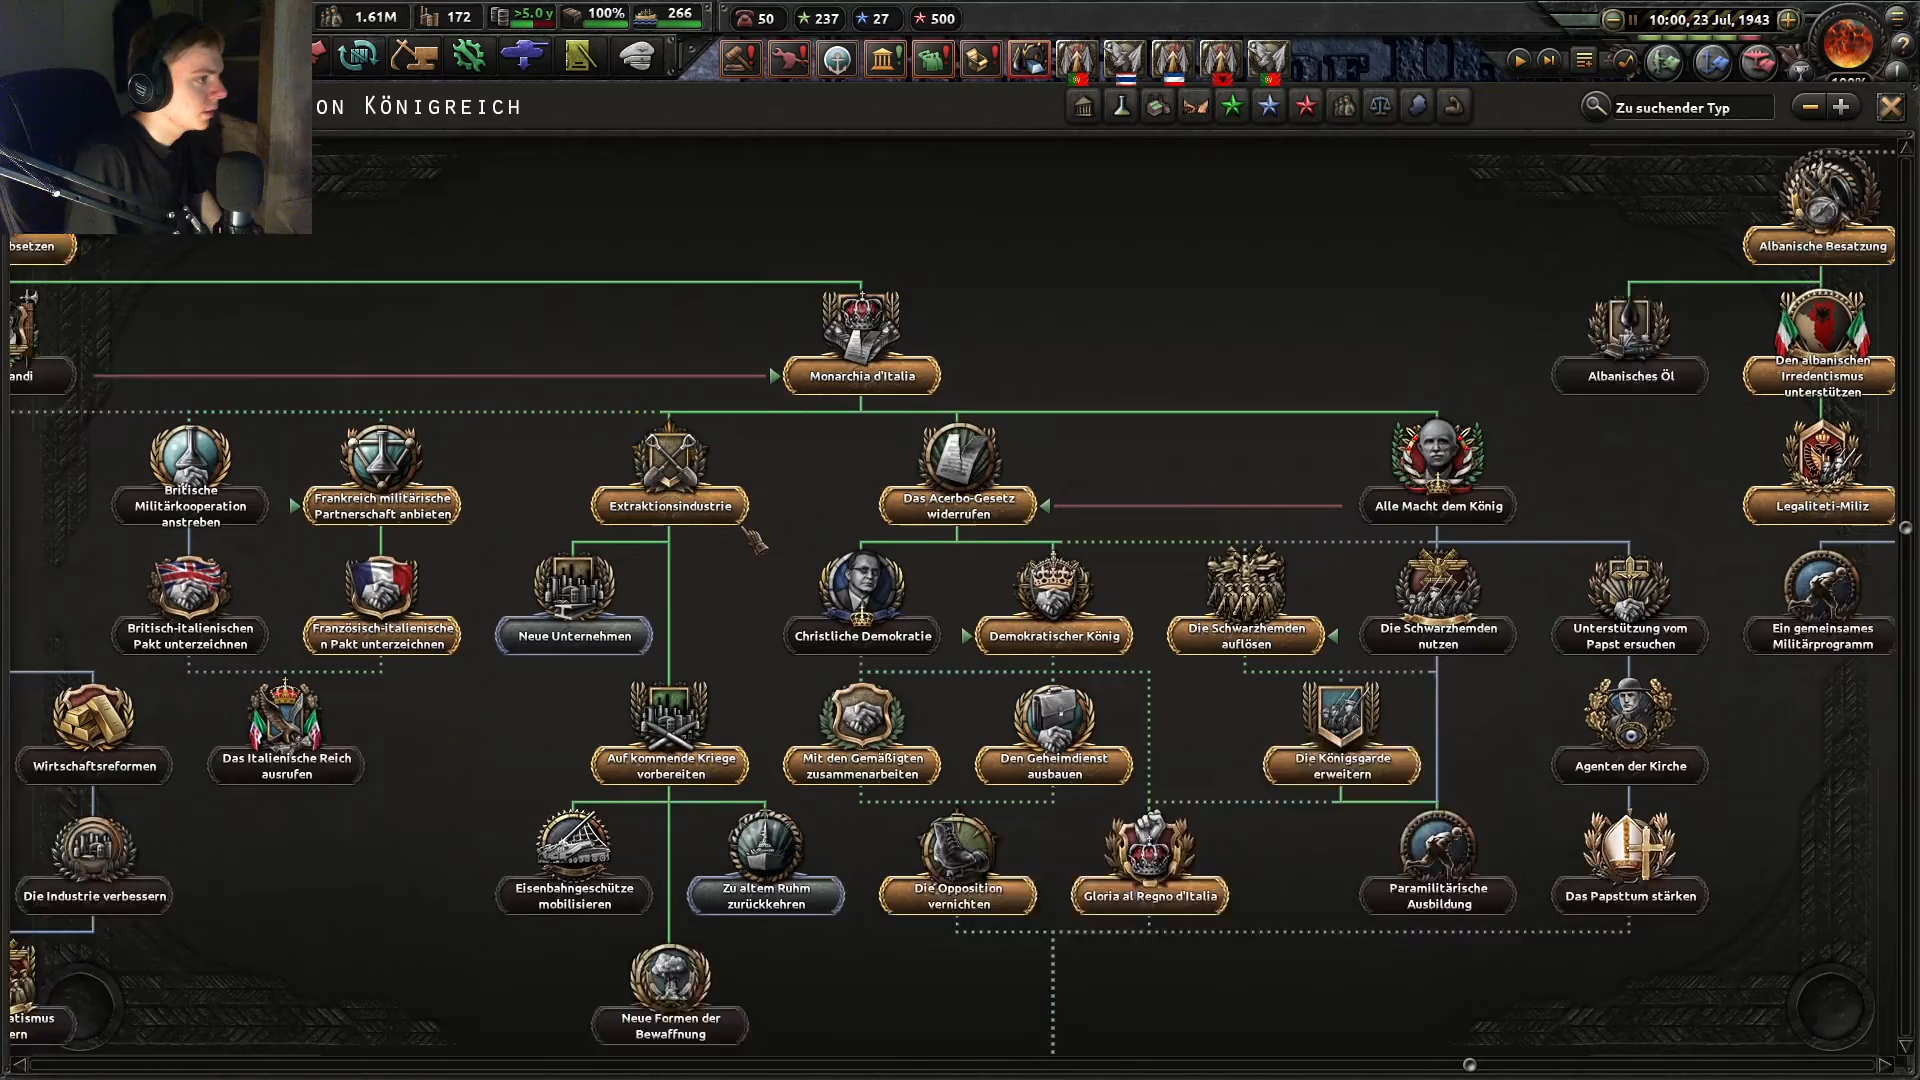 1.61M
172
>5.0 y
100%
266
50
237
27
500
10:00, 23 Jul, 1943
100%
ON KÖNIGREICH
Zu suchender Typ
bsetzen
Albanische Besatzung
andi
Monarchia d'Italia
Albanisches Öl
Den albanischen
Irredentismus
unterstützen
Britische
Militärkooperation
anstreben
Frankreich militärische
Partnerschaft anbieten
Extraktionsindustrie
Das Acerbo-Gesetz
widerrufen
Alle Macht dem König
Legaliteti-Miliz
Britisch-italienischen
Pakt unterzeichnen
Französisch-italienische
n Pakt unterzeichnen
Neue Unternehmen
Christliche Demokratie
Demokratischer König
Die Schwarzhemden
auflösen
Die Schwarzhemden
nutzen
Unterstützung vom
Papst ersuchen
Ein gemeinsames
Militärprogramm
Wirtschaftsreformen
Das Italienische Reich
ausrufen
Auf kommende Kriege
vorbereiten
Mit den Gemäßigten
zusammenarbeiten
Den Geheimdienst
ausbauen
Die Königsgarde
erweitern
Agenten der Kirche
Die Industrie verbessern
Eisenbahngeschütze
mobilisieren
Zu altem Ruhm
zurückkehren
Die Opposition
vernichten
Gloria al Regno d'Italia
Paramilitärische
Ausbildung
Das Papsttum stärken
atismus
ern
Neue Formen der
Bewaffnung